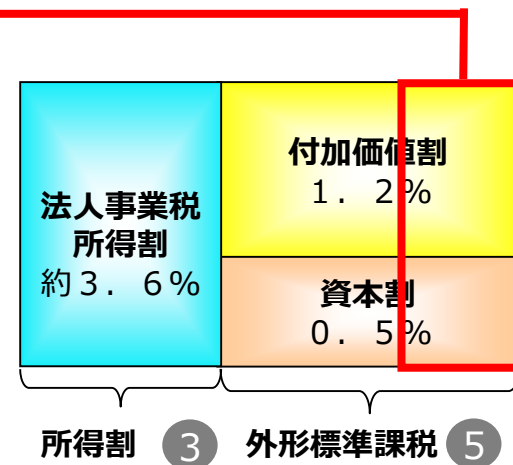 法人事業税
所得割
約３．６％
付加価値割
１．２％
資本割
０．５％
所得割 3
外形標準課税 5